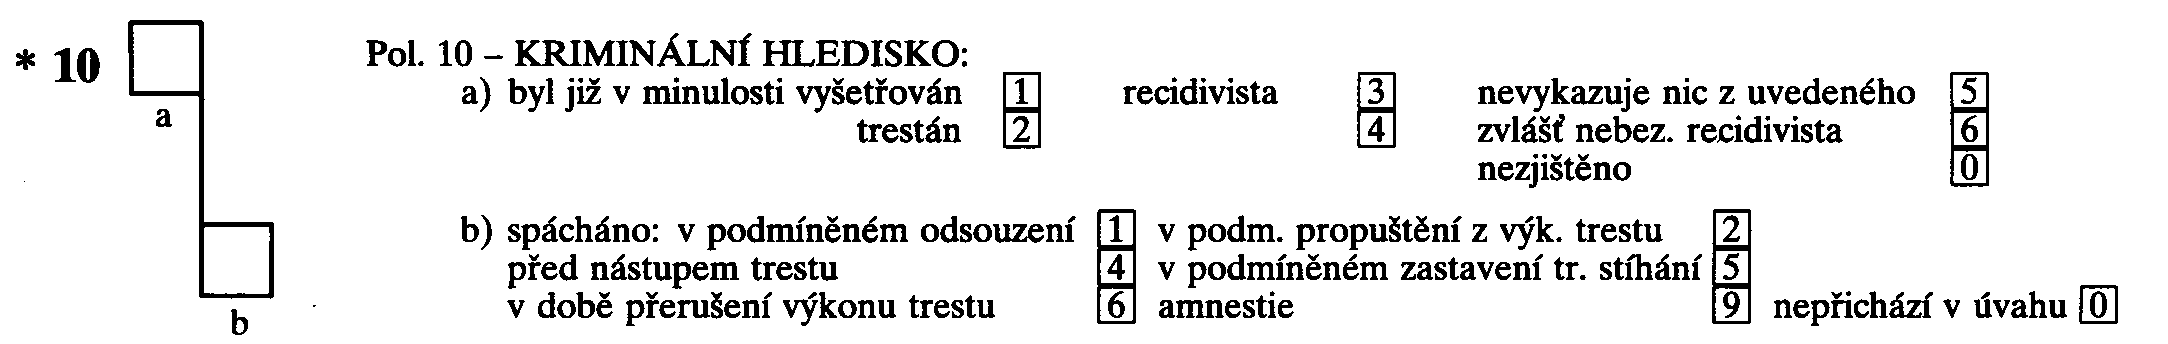 * 10 Pol. 10 – KRIMINÁLNÍ HLEDISKO:
a) byl již v minulosti vyšetřován 1 recidivista 3 nevykazuje nic z uvedeného 5
a trestán 2 4 zvlášť nebez. recidivista 6
nezjištěno 0
b) spácháno: v podmíněném odsouzení 1 v podm. propuštění z výk. trestu 2
před nástupem trestu 4 v podmíněném zastavení tr. stíhání 5
v době přerušení výkonu trestu 6 amnestie 9 nepřichází v úvahu 0
b